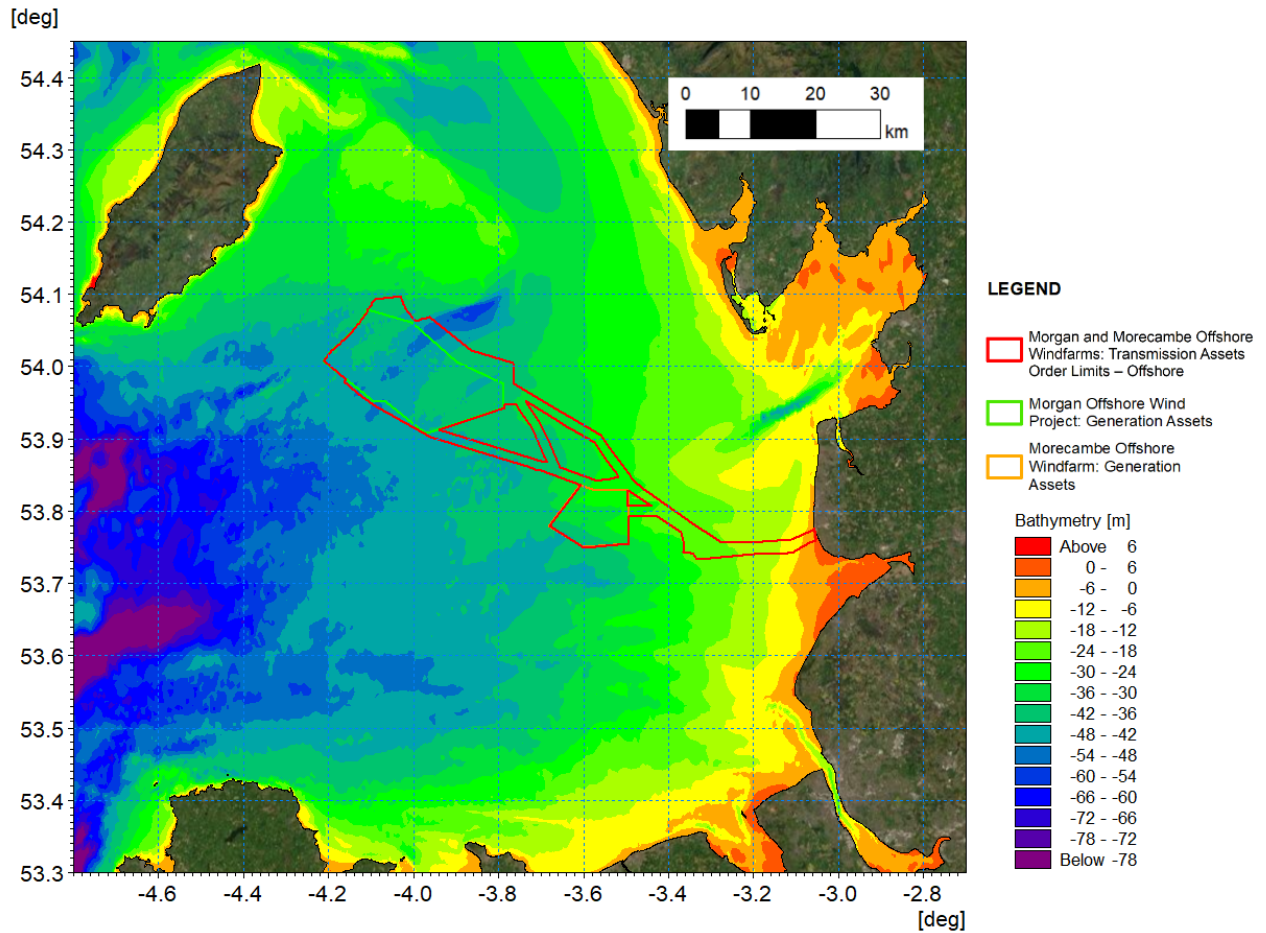 [deg]
54.4
54.3
54.2
54.1
54.0
53.9
53.8
53.7
53.6
53.5
53.4
53.3
-4.6
-4.4
-4.2
-4.0
-3.8
-3.6
-3.4
-3.2
-3.0
-2.8
[deg]
0 10 20 30
km
LEGEND
Morgan and Morecambe Offshore
Windfarms: Transmission Assets
Order Limits – Offshore
Morgan Offshore Wind
Project: Generation Assets
Morecambe Offshore
Windfarm: Generation
Assets
Bathymetry [m]
Above 6
0 - 6
-6 - 0
-12 - -6
-18 - -12
-24 - -18
-30 - -24
-36 - -30
-42 - -36
-48 - -42
-54 - -48
-60 - -54
-66 - -60
-72 - -66
-78 - -72
Below -78